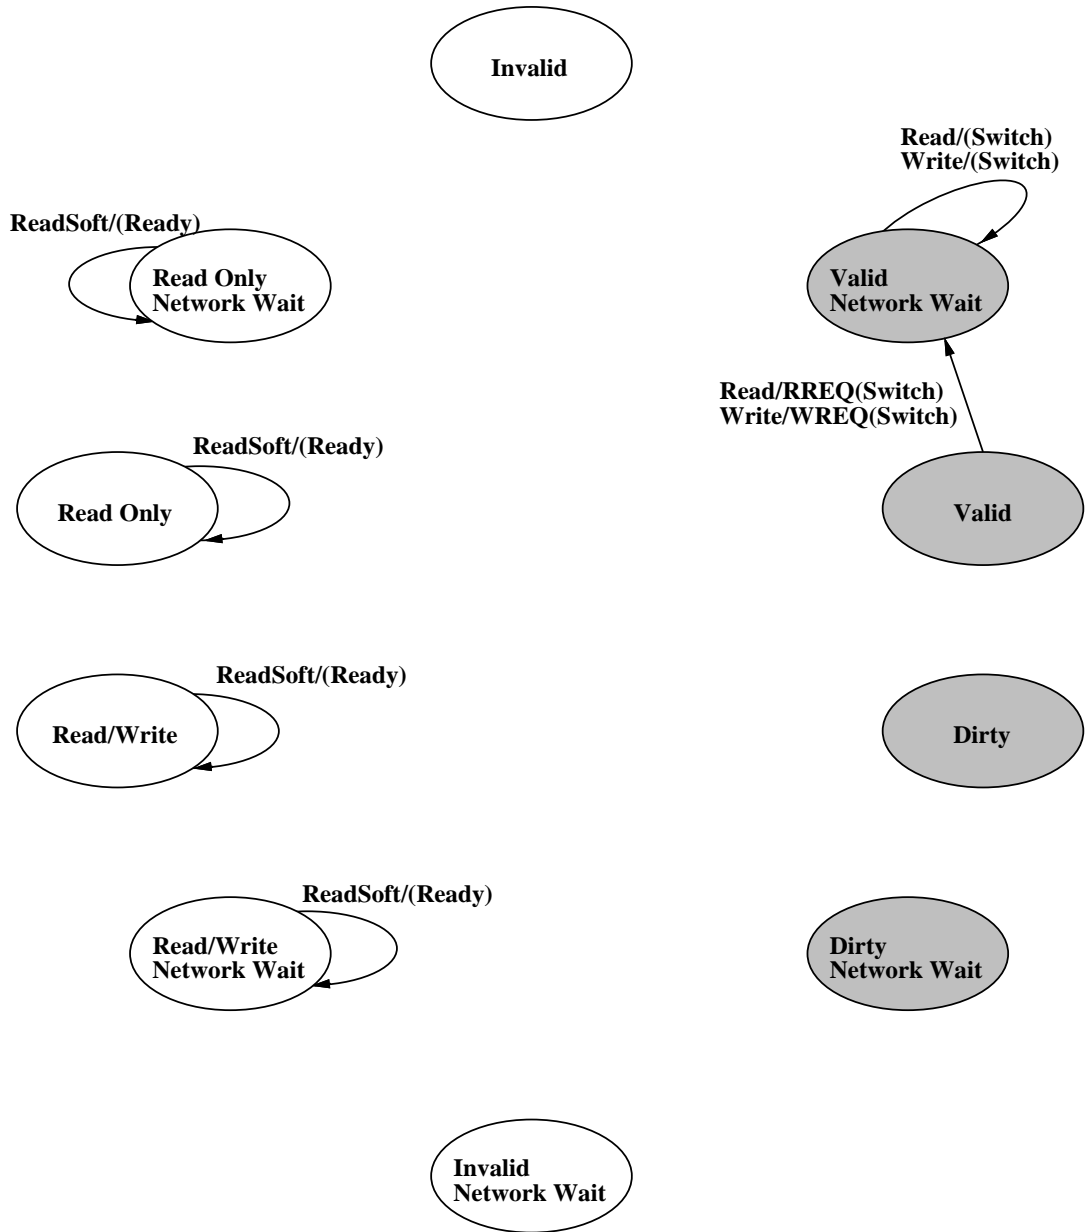 Invalid
Read/(Switch)
Write/(Switch)
ReadSoft/(Ready)
Read Only
Network Wait
Valid
Network Wait
Read/RREQ(Switch)
Write/WREQ(Switch)
ReadSoft/(Ready)
Read Only
Valid
ReadSoft/(Ready)
Read/Write
Dirty
ReadSoft/(Ready)
Read/Write
Network Wait
Dirty
Network Wait
Invalid
Network Wait